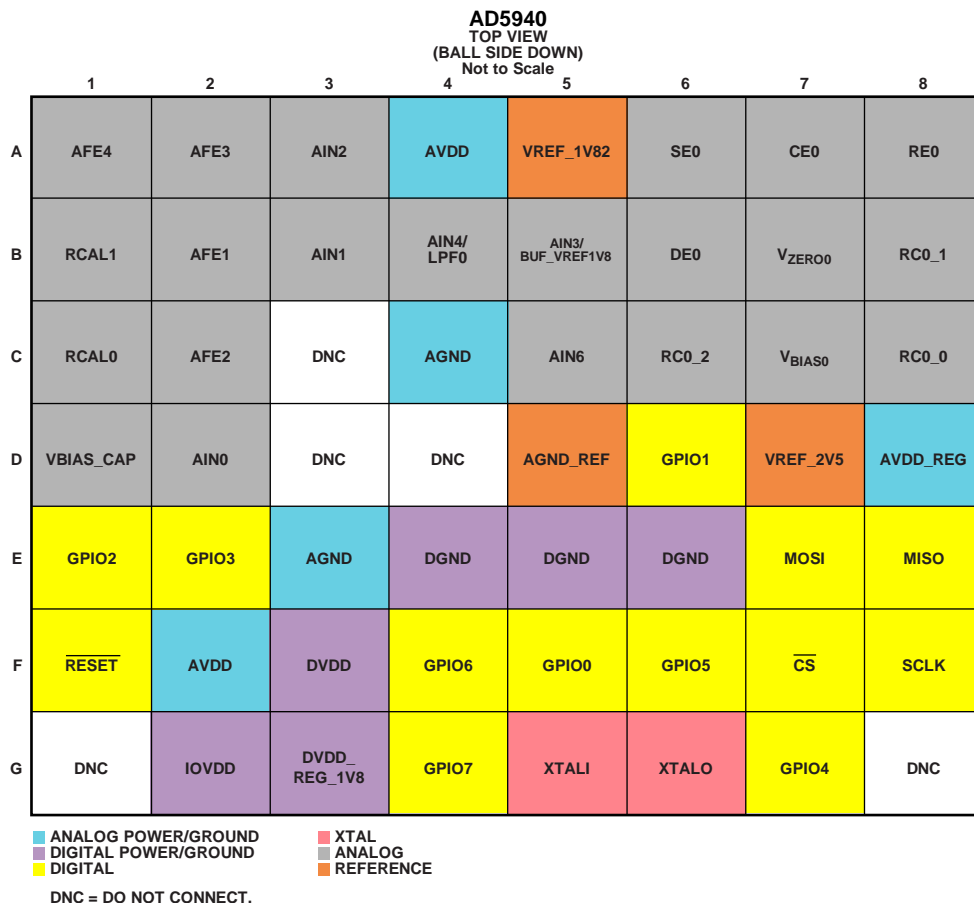 AD5940
TOP VIEW
(BALL SIDE DOWN)
Not to Scale
1 2 3 4 5 6 7 8
A AFE4 AFE3 AIN2 AVDD VREF_1V82 SE0 CE0 RE0
B RCAL1 AFE1 AIN1 AIN4/ LPF0 AIN3/ BUF_VREF1V8 DE0 VZERO0 RC0_1
C RCAL0 AFE2 DNC AGND AIN6 RC0_2 VBIAS0 RC0_0
D VBIAS_CAP AIN0 DNC DNC AGND_REF GPIO1 VREF_2V5 AVDD_REG
E GPIO2 GPIO3 AGND DGND DGND DGND MOSI MISO
F RESET AVDD DVDD GPIO6 GPIO0 GPIO5 CS SCLK
G DNC IOVDD DVDD_ REG_1V8 GPIO7 XTALI XTALO GPIO4 DNC
ANALOG POWER/GROUND XTAL
DIGITAL POWER/GROUND ANALOG
DIGITAL REFERENCE
DNC = DO NOT CONNECT.